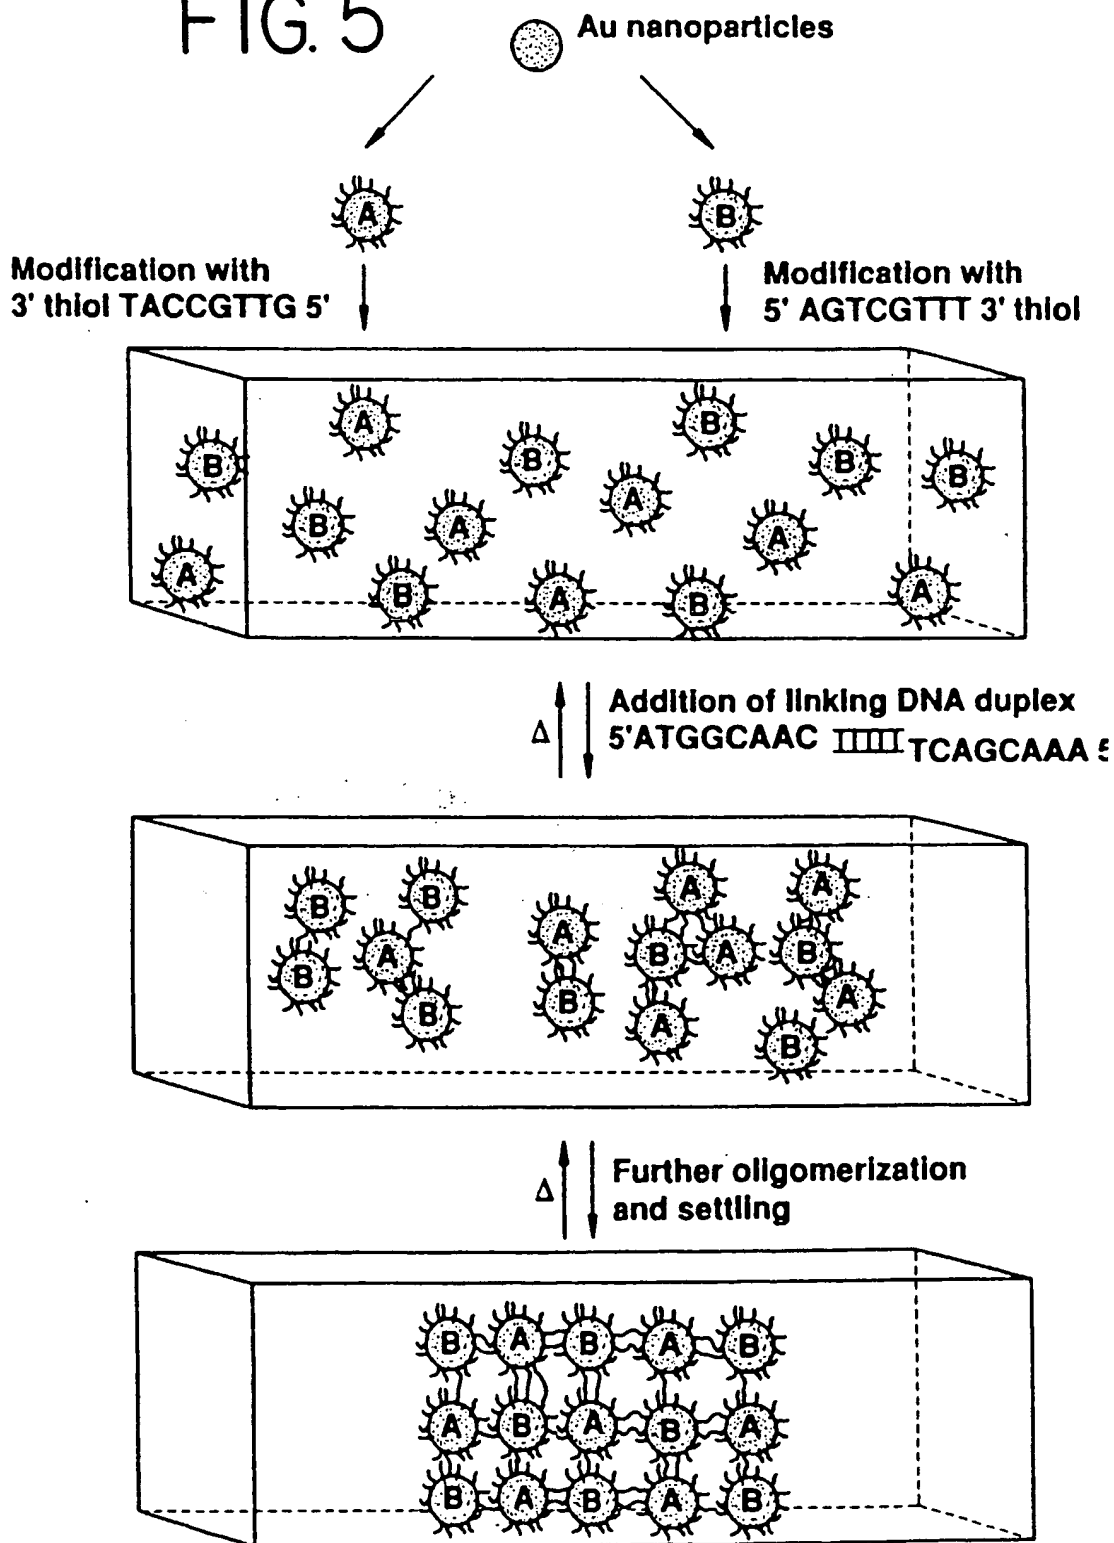 FIG. 5
Au nanoparticles
A
B
Modification with
3' thiol TACCGTTG 5'
Modification with
5' AGTCGTTT 3' thiol
A
B
B
B
B
B
A
B
A
A
A
B
A
B
A
Δ
Addition of linking DNA duplex
5'ATGGCAAC
TCAGCAAA 5
B
B
A
A
A
B
A
B
A
B
B
B
A
B
A
B
Δ
Further oligomerization
and settling
B A B A B
A B A B A
B A B A B